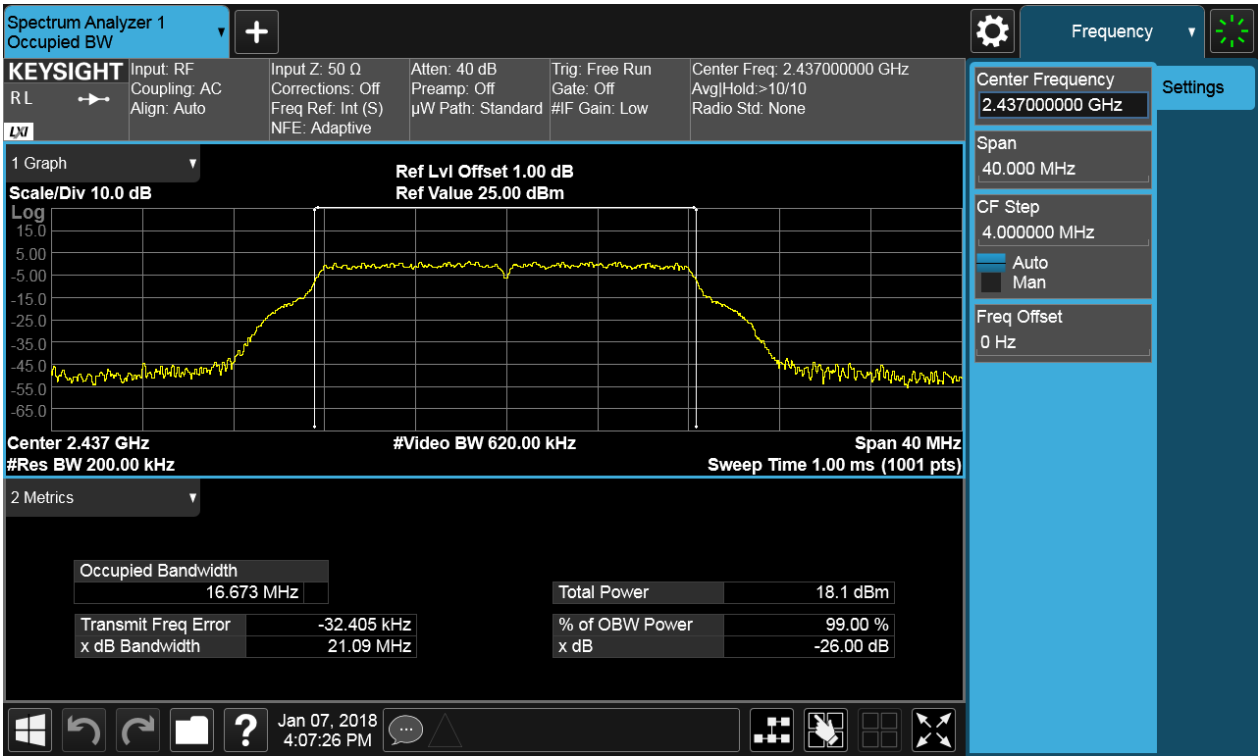 Spectrum Analyzer 1
Occupied BW
+
Frequency
KEYSIGHT
R L
LXI
Input: RF
Coupling: AC
Align: Auto
Input Z: 50 Ω
Corrections: Off
Freq Ref: Int (S)
NFE: Adaptive
Atten: 40 dB
Preamp: Off
µW Path: Standard
Trig: Free Run
Gate: Off
#IF Gain: Low
Center Freq: 2.437000000 GHz
Avg|Hold:>10/10
Radio Std: None
Center Frequency
2.437000000 GHz
Settings
Span
40.000 MHz
CF Step
4.000000 MHz
Auto
Man
Freq Offset
0 Hz
1 Graph
Scale/Div 10.0 dB
Ref Lvl Offset 1.00 dB
Ref Value 25.00 dBm
Log
15.0
5.00
-5.00
-15.0
-25.0
-35.0
-45.0
-55.0
-65.0
Center 2.437 GHz
#Video BW 620.00 kHz
Span 40 MHz
#Res BW 200.00 kHz
Sweep Time 1.00 ms (1001 pts)
2 Metrics
Occupied Bandwidth
16.673 MHz
Total Power 18.1 dBm
Transmit Freq Error -32.405 kHz
% of OBW Power 99.00 %
x dB Bandwidth 21.09 MHz
x dB -26.00 dB
?
Jan 07, 2018
4:07:26 PM